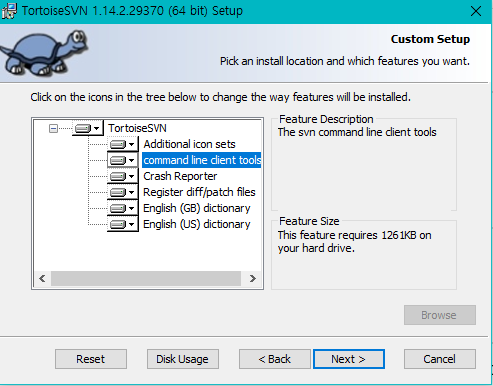 TortoiseSVN 1.14.2.29370 (64 bit) Setup
Custom Setup
Pick an install location and which features you want.
Click on the icons in the tree below to change the way features will be installed.
TortoiseSVN
Additional icon sets
command line client tools
Crash Reporter
Register diff/patch files
English (GB) dictionary
English (US) dictionary
Feature Description
The svn command line client tools
Feature Size
This feature requires 1261KB on
your hard drive.
Browse
Reset
Disk Usage
< Back
Next >
Cancel